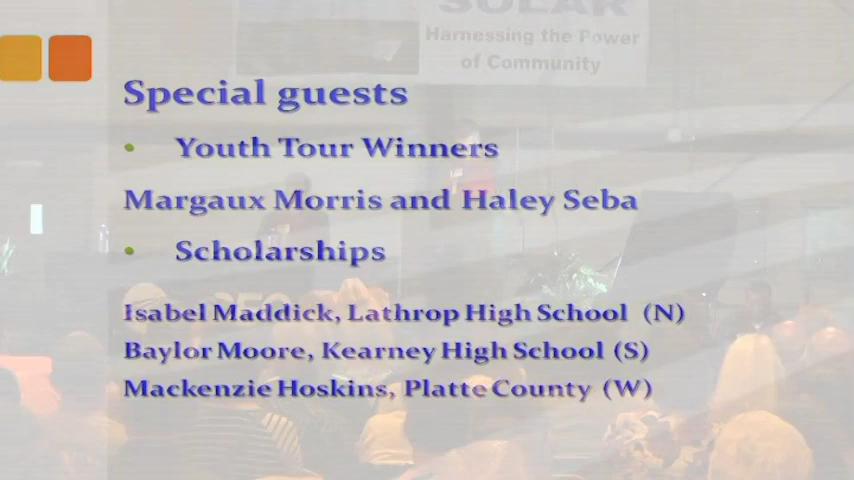 SOLAR
Harnessing the Power
of Community
Special guests
• Youth Tour Winners
Margaux Morris and Haley Seba
• Scholarships
Isabel Maddick, Lathrop High School (N)
Baylor Moore, Kearney High School (S)
Mackenzie Hoskins, Platte County (W)